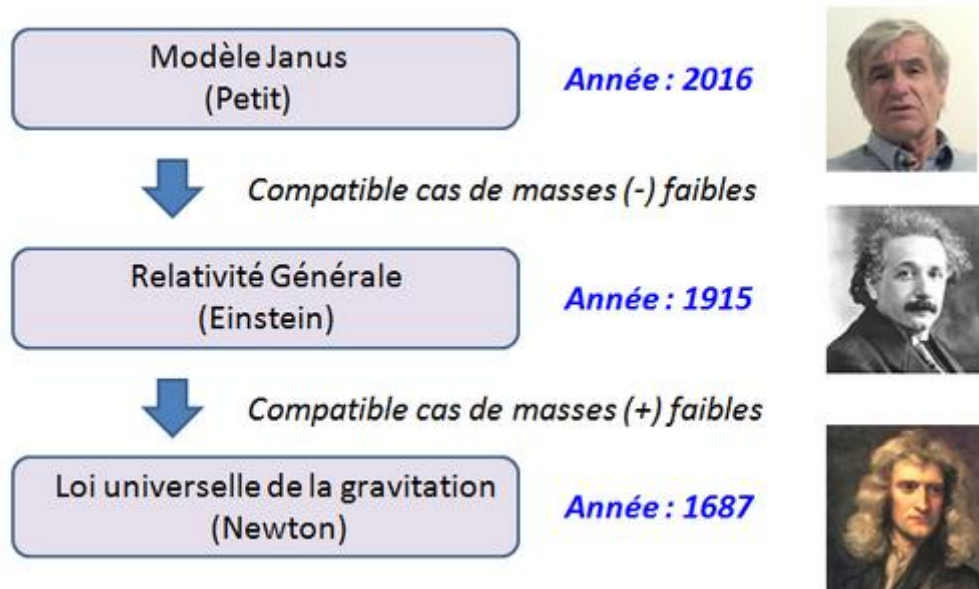 Modèle Janus
(Petit)
Année : 2016
Compatible cas de masses (-) faibles
Relativité Générale
(Einstein)
Année : 1915
Compatible cas de masses (+) faibles
Loi universelle de la gravitation
(Newton)
Année : 1687